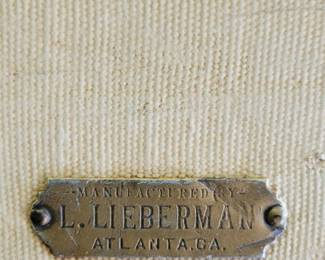 MANUFACTURED BY
L. LIEBERMAN
ATLANTA, GA.